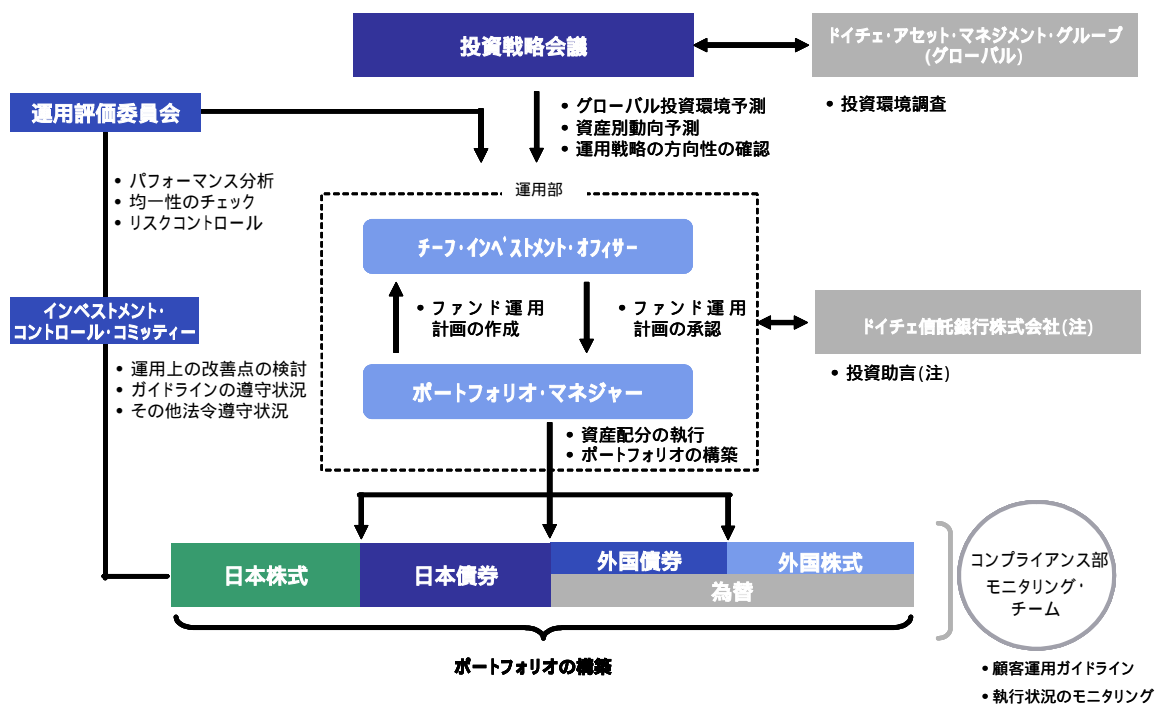 投資戦略会議
ドイチェ・アセット・マネジメント・グループ
(グローバル)
• 投資環境調査
運用評価委員会
• グローバル投資環境予測
• 資産別動向予測
• 運用戦略の方向性の確認
• パフォーマンス分析
• 均一性のチェック
• リスクコントロール
運用部
チーフ・インベストメント・オフィサー
• ファンド運用
計画の作成
• ファンド運用
計画の承認
インベストメント・
コントロール・コミッティー
ドイチェ信託銀行株式会社(注)
• 投資助言(注)
• 運用上の改善点の検討
• ガイドラインの遵守状況
• その他法令遵守状況
ポートフォリオ・マネジャー
• 資産配分の執行
• ポートフォリオの構築
日本株式
日本債券
外国債券
外国株式
為替
コンプライアンス部
モニタリング・
チーム
ポートフォリオの構築
• 顧客運用ガイドライン
• 執行状況のモニタリング